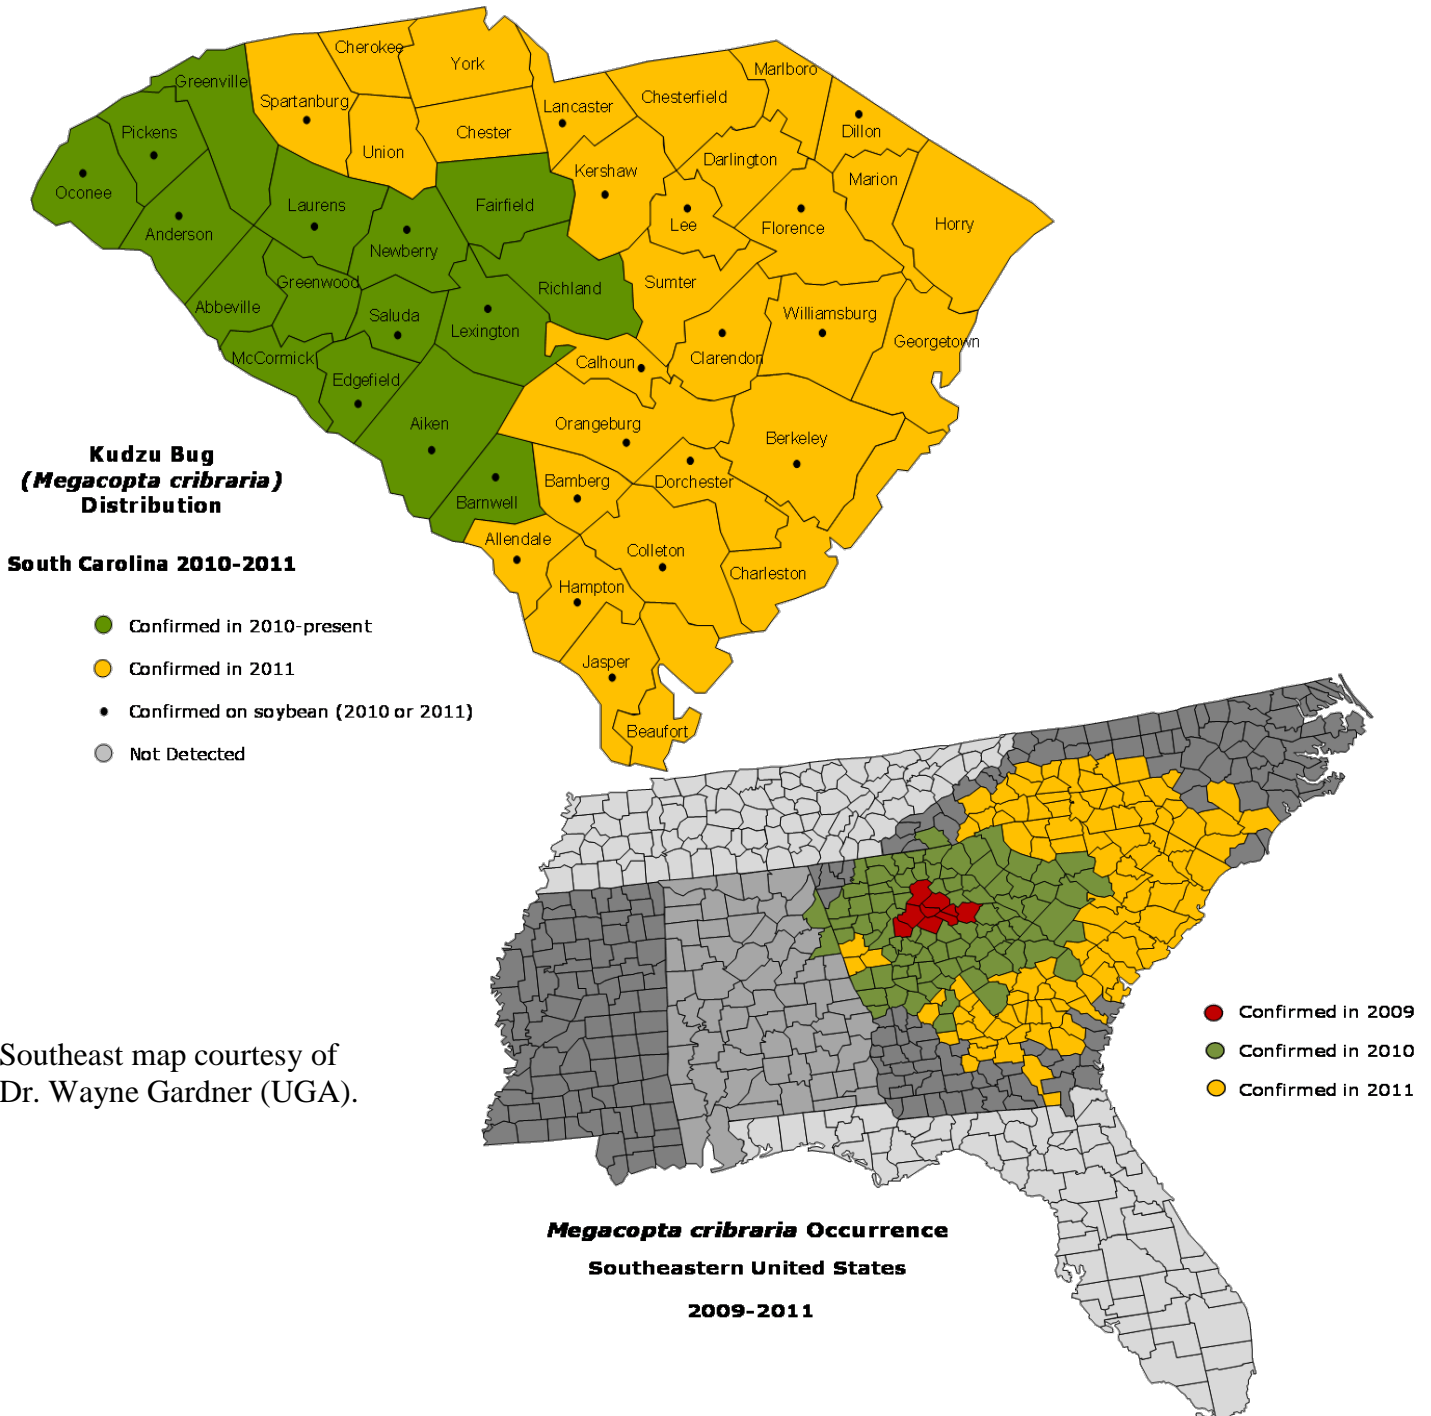 Cherokee
York
Marlboro
Greenville
Spartanburg
Lancaster
Chesterfield
Pickens
Chester
Dillon
Union
Darlington
Oconee
Kershaw
Marion
Laurens
Fairfield
Lee
Florence
Horry
Anderson
Newberry
Greenwood
Richland
Sumter
Abbeville
Saluda
Lexington
Williamsburg
Georgetown
McCormick
Calhoun
Clarendon
Edgefield
Aiken
Orangeburg
Berkeley
Bamberg
Dorchester
Barnwell
Allendale
Colleton
Charleston
Hampton
Jasper
Beaufort
Kudzu Bug
(Megacopta cribraria)
Distribution
South Carolina 2010-2011
Confirmed in 2010-present
Confirmed in 2011
Confirmed on soybean (2010 or 2011)
Not Detected
Southeast map courtesy of
Dr. Wayne Gardner (UGA).
Confirmed in 2009
Confirmed in 2010
Confirmed in 2011
Megacopta cribraria Occurrence
Southeastern United States
2009-2011